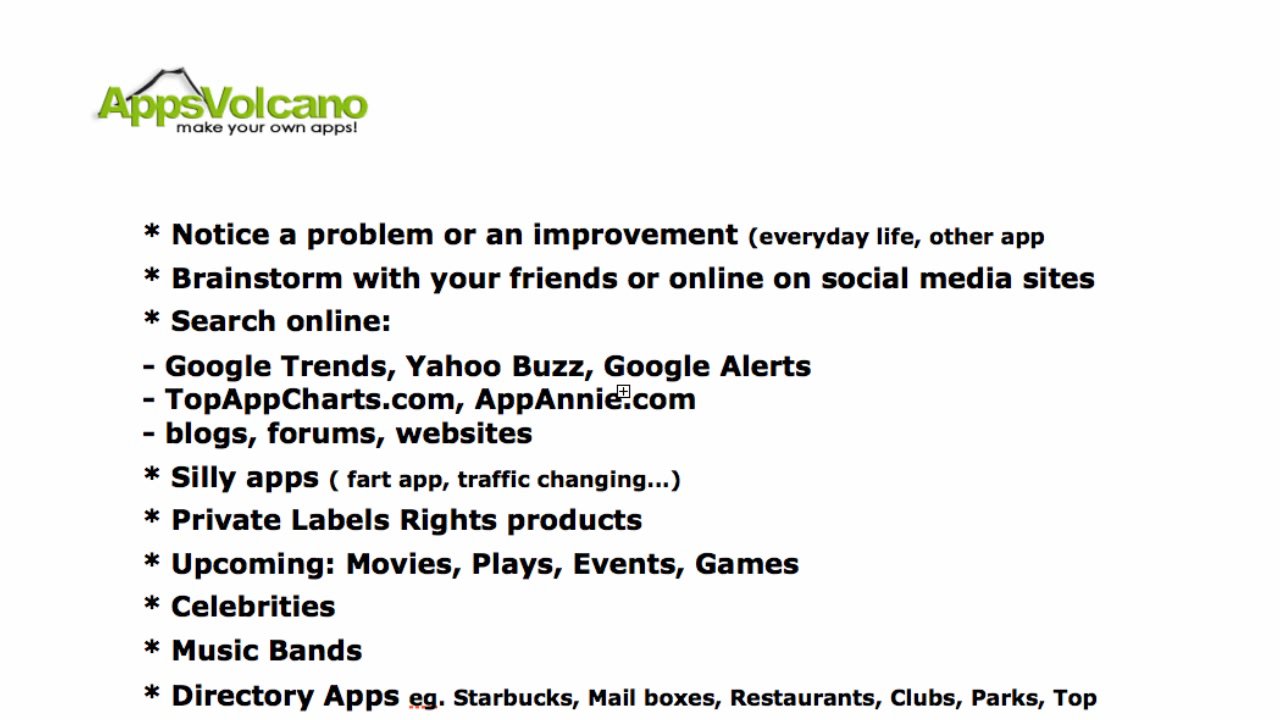 AppsVolcano
make your own apps!
* Notice a problem or an improvement (everyday life, other app
* Brainstorm with your friends or online on social media sites
* Search online:
- Google Trends, Yahoo Buzz, Google Alerts
- TopAppCharts.com, AppAnnie.com
- blogs, forums, websites
* Silly apps ( fart app, traffic changing...)
* Private Labels Rights products
* Upcoming: Movies, Plays, Events, Games
* Celebrities
* Music Bands
* Directory Apps eg. Starbucks, Mail boxes, Restaurants, Clubs, Parks, Top